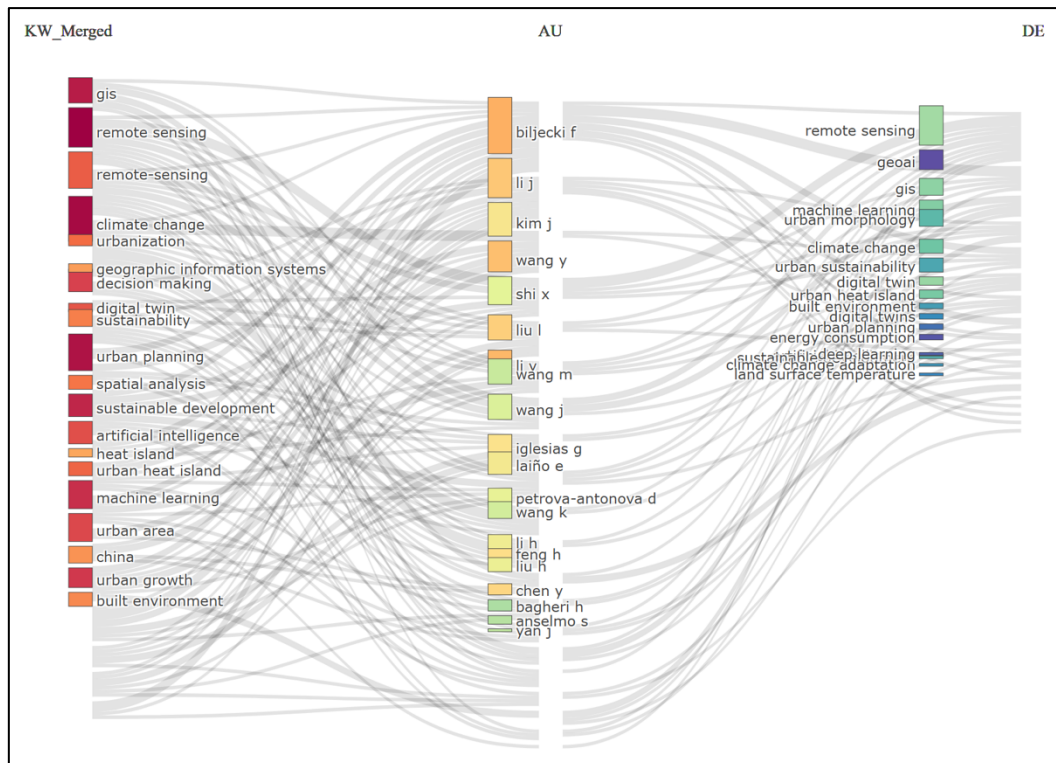 KW_Merged
AU
DE
gis
remote sensing
remote-sensing
climate change
urbanization
geographic information systems
decision making
digital twin
sustainability
urban planning
spatial analysis
sustainable development
artificial intelligence
heat island
urban heat island
machine learning
urban area
china
urban growth
built environment
biljecki f
li j
kim j
wang y
shi x
liu l
li y
wang m
wang j
iglesias g
laiño e
petrova-antonova d
wang k
li h
feng h
liu h
chen y
bagheri h
anselmo s
yan j
remote sensing
geoai
gis
machine learning
urban morphology
climate change
urban sustainability
digital twin
urban heat island
built environment
digital twins
urban planning
energy consumption
deep learning
climate change adaptation
land surface temperature